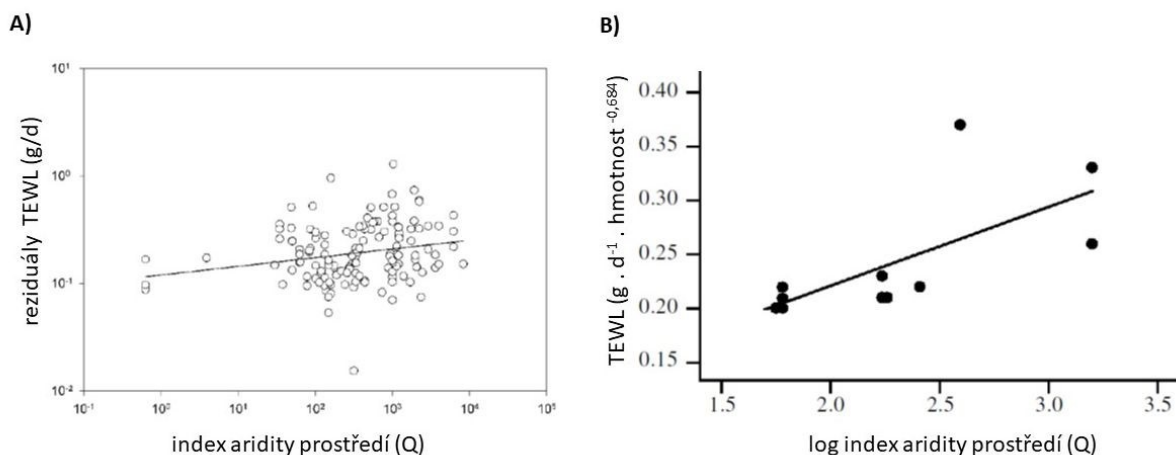 A)
reziduály TEWL (g/d)
10¹
10⁰
10⁻¹
10⁻²
10⁻¹ 10⁰ 10¹ 10² 10³ 10⁴ 10⁵
index aridity prostředí (Q)
B)
TEWL (g . d⁻¹ . hmotnost ⁻⁰,⁶⁸⁴)
0.40
0.35
0.30
0.25
0.20
0.15
1.5 2.0 2.5 3.0 3.5
log index aridity prostředí (Q)